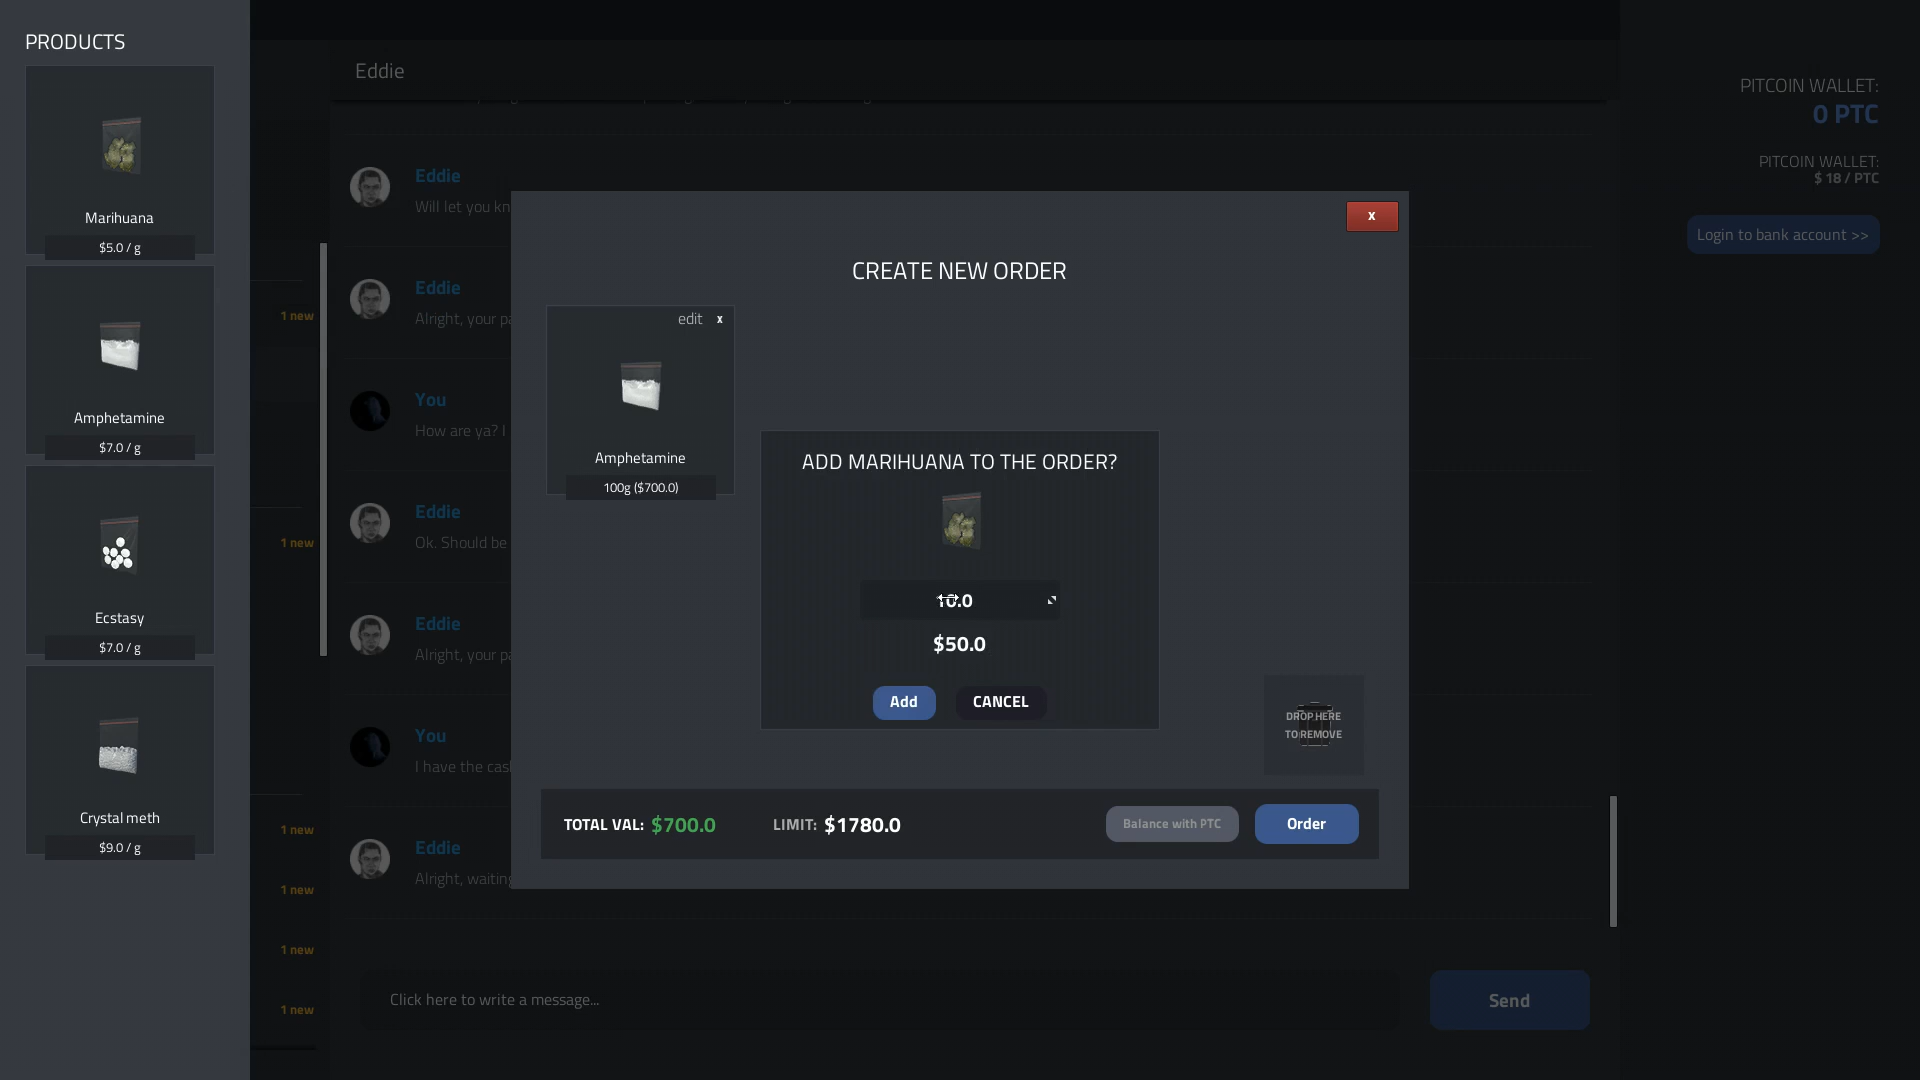 PRODUCTS
Marihuana
$5.0 / g
Amphetamine
$7.0 / g
Ecstasy
$7.0 / g
Crystal meth
$9.0 / g
1 new
1 new
1 new
1 new
1 new
1 new
Eddie
Eddie
Will let you kn
Eddie
Alright, your pa
You
How are ya? I
Eddie
Ok. Should be
Eddie
Alright, your pa
You
I have the cas
Eddie
Alright, waiting
x
CREATE NEW ORDER
edit x
Amphetamine
100g ($700.0)
ADD MARIHUANA TO THE ORDER?
10.0
$50.0
Add
CANCEL
DROP HERE
TO REMOVE
TOTAL VAL: $700.0
LIMIT: $1780.0
Balance with PTC
Order
Click here to write a message...
Send
PITCOIN WALLET:
0 PTC
PITCOIN WALLET:
$ 18 / PTC
Login to bank account >>